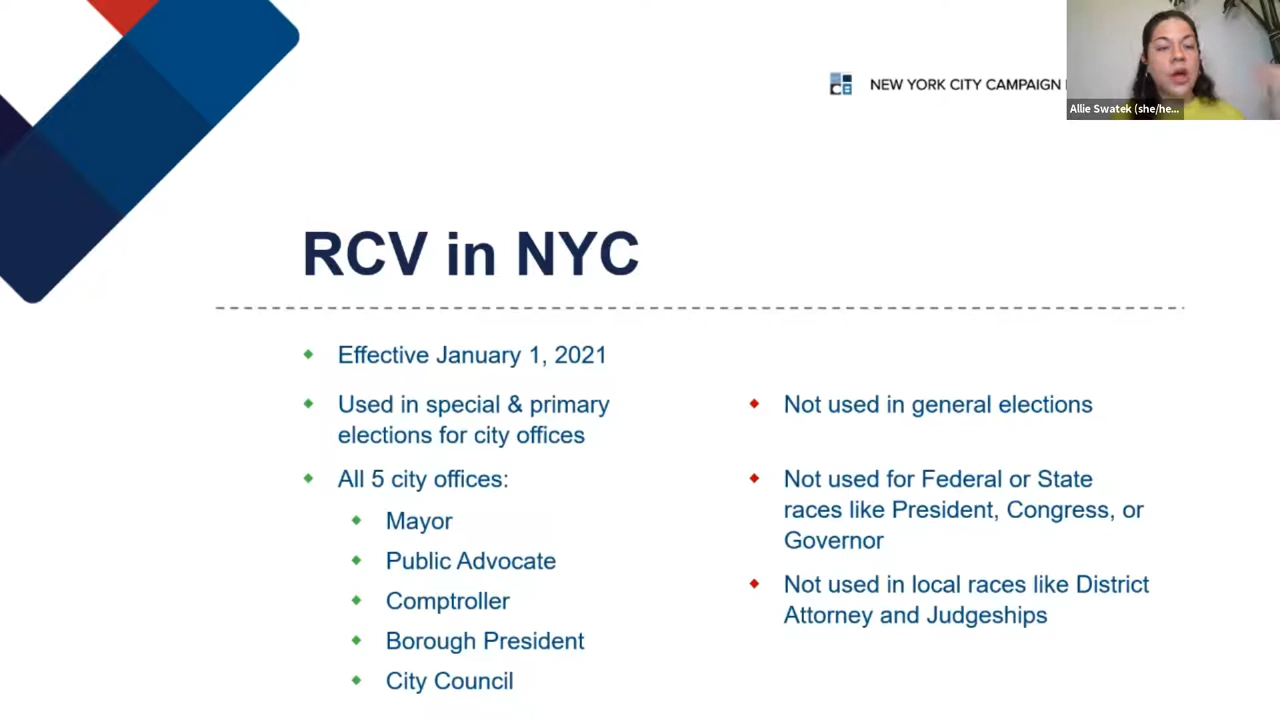 NEW YORK CITY CAMPAIGN
Allie Swatek (she/he...
RCV in NYC
Effective January 1, 2021
Used in special & primary
elections for city offices
All 5 city offices:
Mayor
Public Advocate
Comptroller
Borough President
City Council
Not used in general elections
Not used for Federal or State
races like President, Congress, or
Governor
Not used in local races like District
Attorney and Judgeships